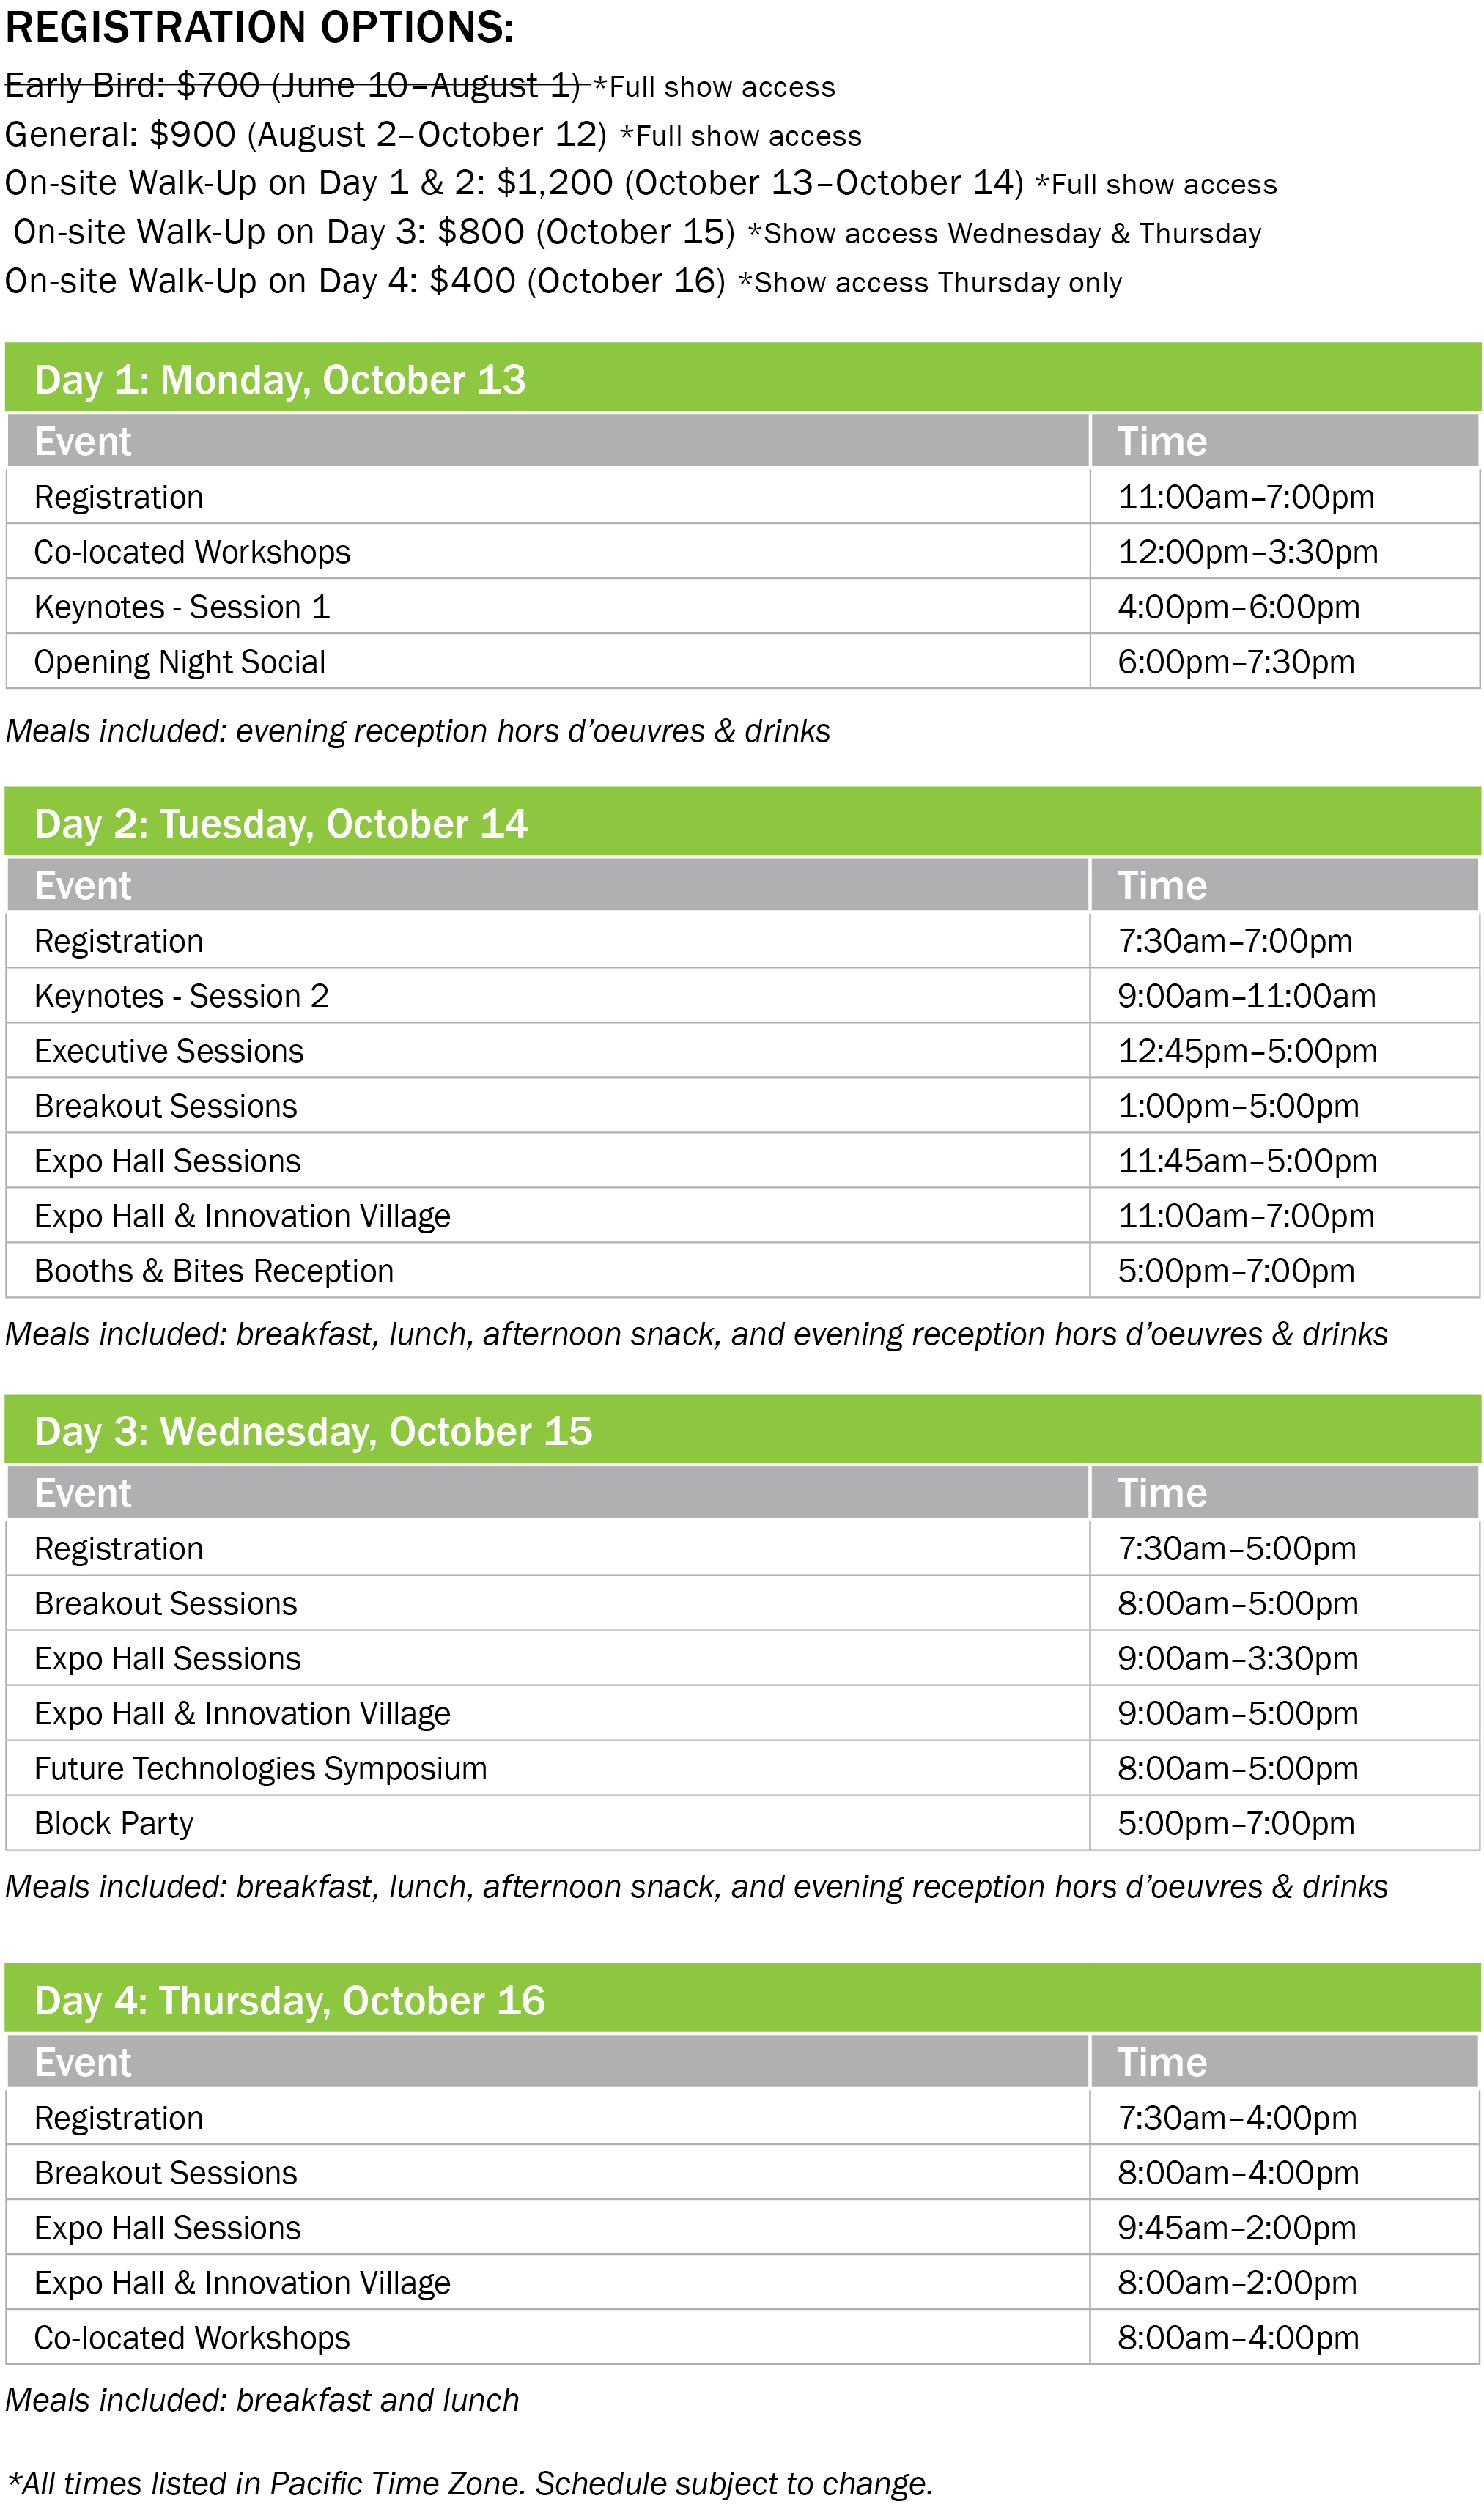 REGISTRATION OPTIONS:
Early Bird: $700 (June 10–August 1) *Full show access
General: $900 (August 2–October 12) *Full show access
On-site Walk-Up on Day 1 & 2: $1,200 (October 13–October 14) *Full show access
On-site Walk-Up on Day 3: $800 (October 15) *Show access Wednesday & Thursday
On-site Walk-Up on Day 4: $400 (October 16) *Show access Thursday only
Day 1: Monday, October 13
Event Time
Registration 11:00am–7:00pm
Co-located Workshops 12:00pm–3:30pm
Keynotes - Session 1 4:00pm–6:00pm
Opening Night Social 6:00pm–7:30pm
Meals included: evening reception hors d’oeuvres & drinks
Day 2: Tuesday, October 14
Event Time
Registration 7:30am–7:00pm
Keynotes - Session 2 9:00am–11:00am
Executive Sessions 12:45pm–5:00pm
Breakout Sessions 1:00pm–5:00pm
Expo Hall Sessions 11:45am–5:00pm
Expo Hall & Innovation Village 11:00am–7:00pm
Booths & Bites Reception 5:00pm–7:00pm
Meals included: breakfast, lunch, afternoon snack, and evening reception hors d’oeuvres & drinks
Day 3: Wednesday, October 15
Event Time
Registration 7:30am–5:00pm
Breakout Sessions 8:00am–5:00pm
Expo Hall Sessions 9:00am–3:30pm
Expo Hall & Innovation Village 9:00am–5:00pm
Future Technologies Symposium 8:00am–5:00pm
Block Party 5:00pm–7:00pm
Meals included: breakfast, lunch, afternoon snack, and evening reception hors d’oeuvres & drinks
Day 4: Thursday, October 16
Event Time
Registration 7:30am–4:00pm
Breakout Sessions 8:00am–4:00pm
Expo Hall Sessions 9:45am–2:00pm
Expo Hall & Innovation Village 8:00am–2:00pm
Co-located Workshops 8:00am–4:00pm
Meals included: breakfast and lunch
*All times listed in Pacific Time Zone. Schedule subject to change.